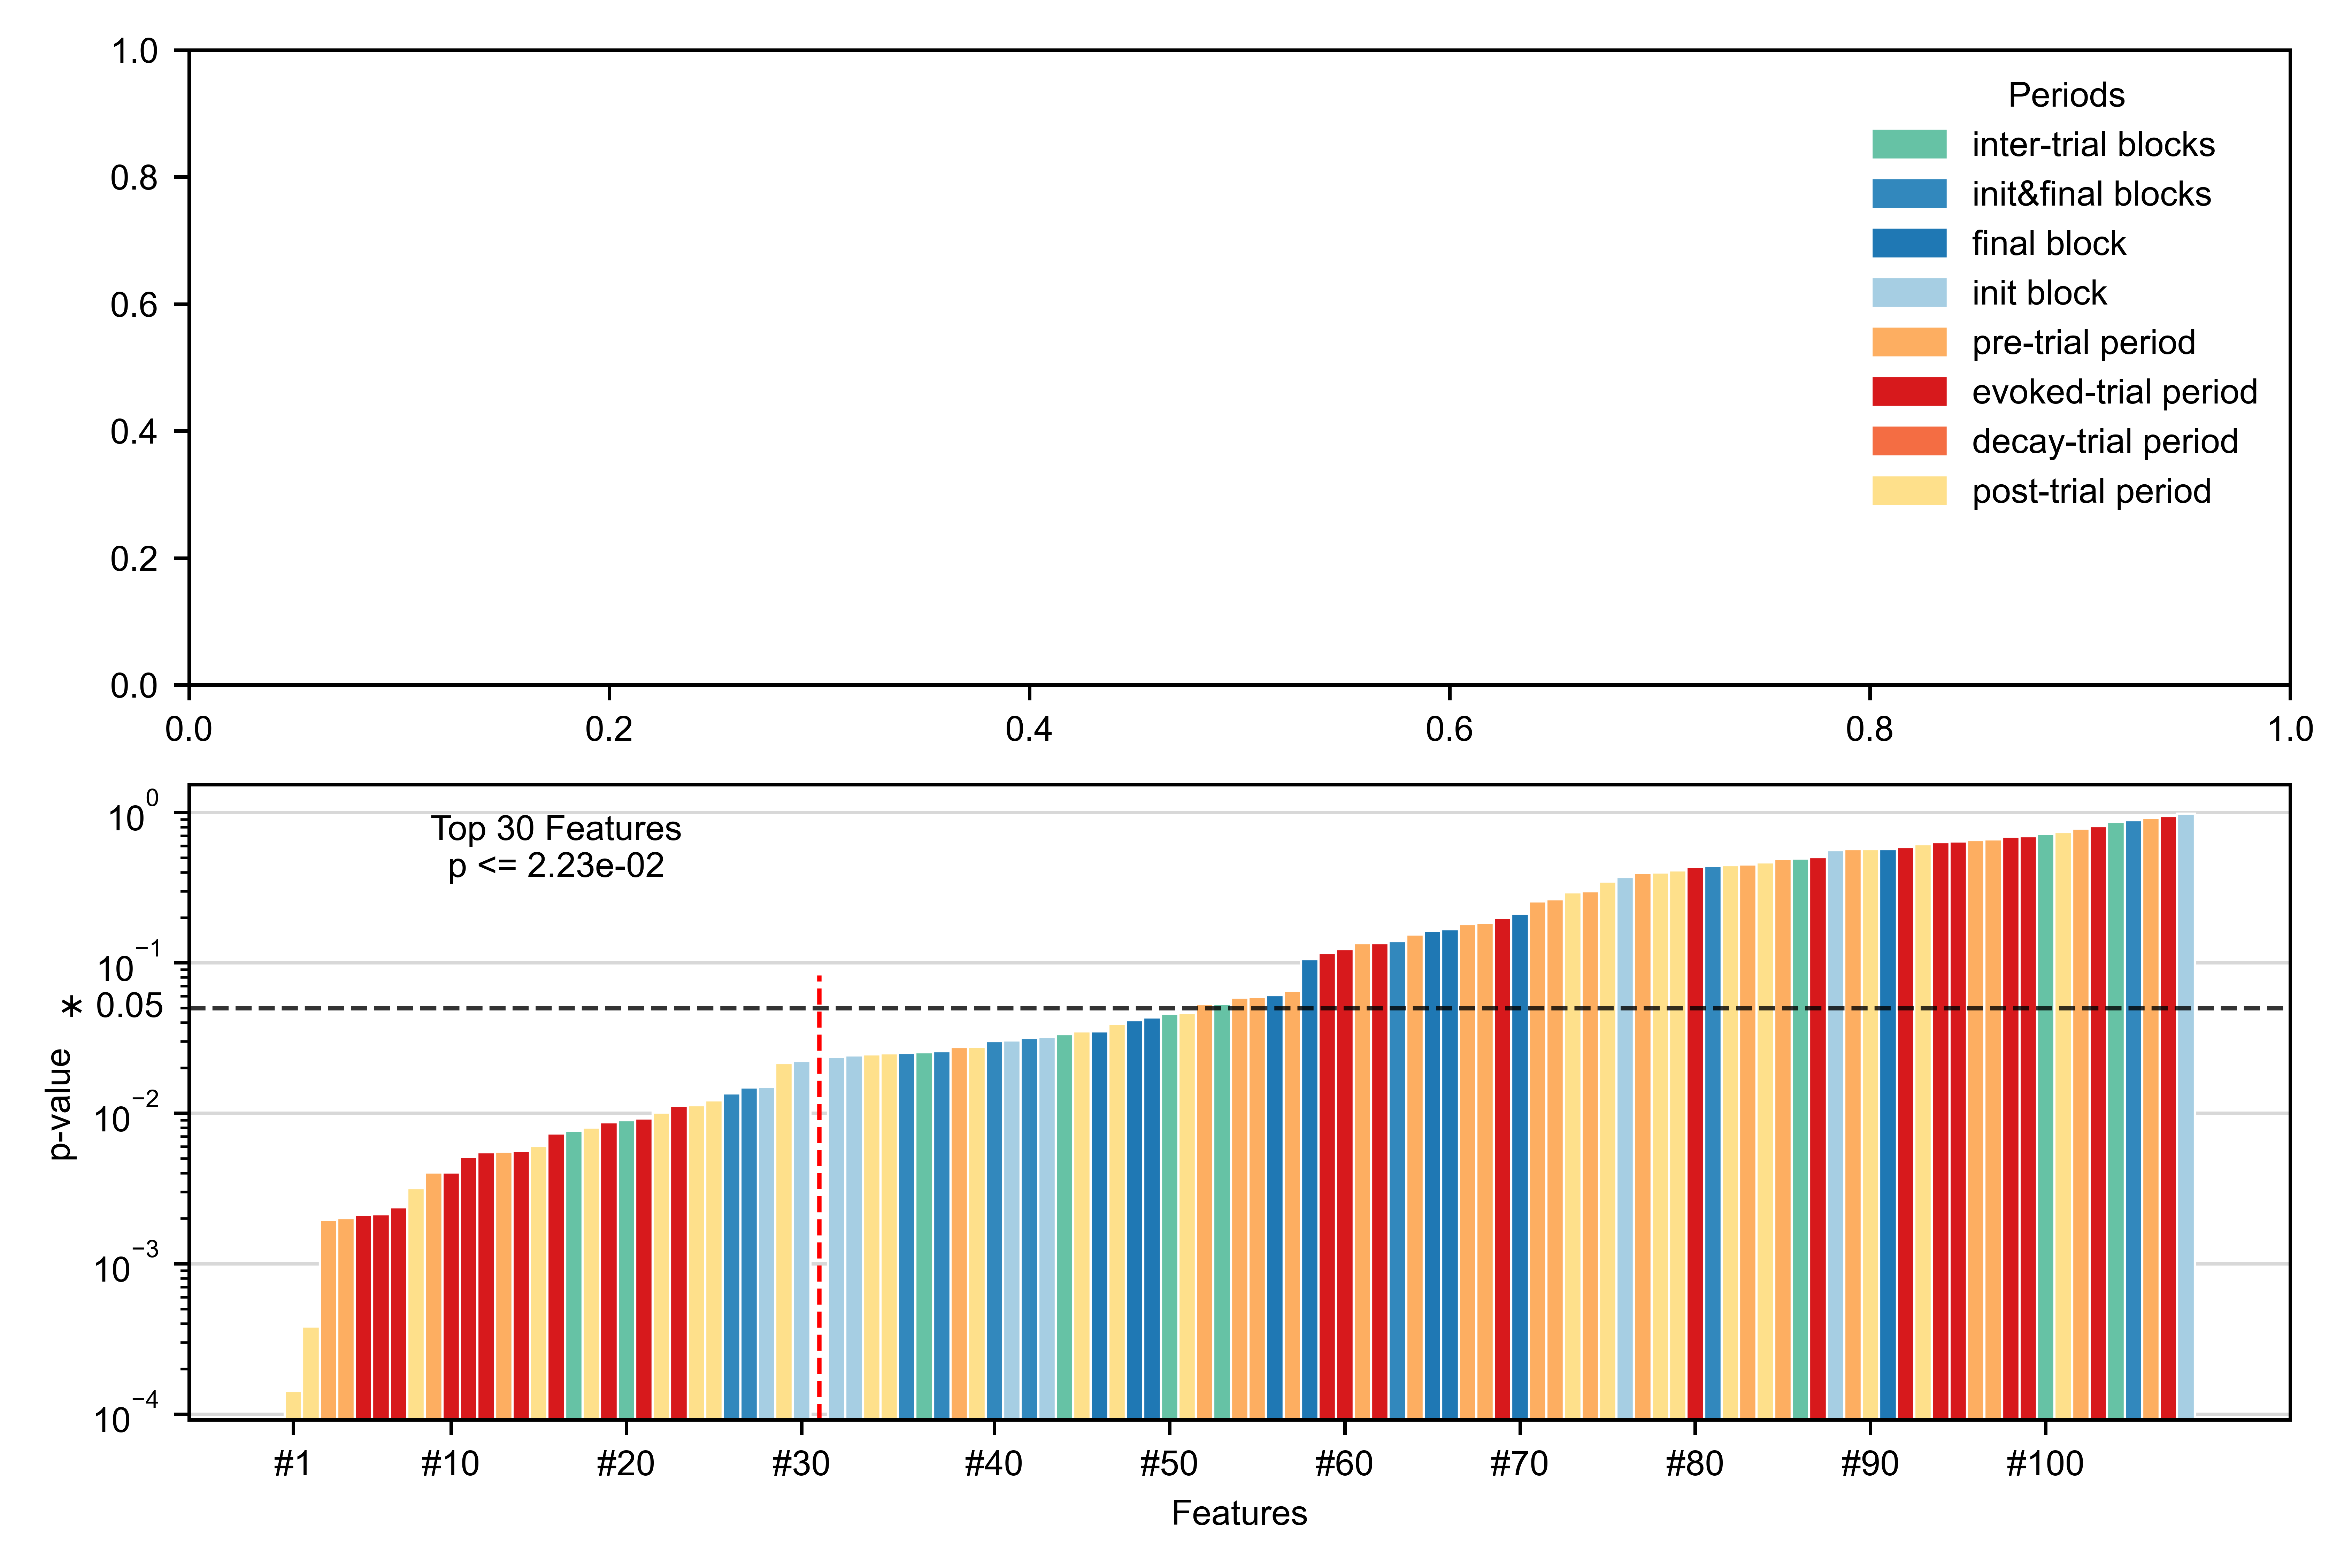 1.0
0.8
0.6
0.4
0.2
0.0
0.0 0.2 0.4 0.6 0.8 1.0
Periods
inter-trial blocks
init&final blocks
final block
init block
pre-trial period
evoked-trial period
decay-trial period
post-trial period
10⁰
10⁻¹
* 0.05
10⁻²
10⁻³
10⁻⁴
p-value
Top 30 Features
p <= 2.23e-02
#1 #10 #20 #30 #40 #50 #60 #70 #80 #90 #100
Features